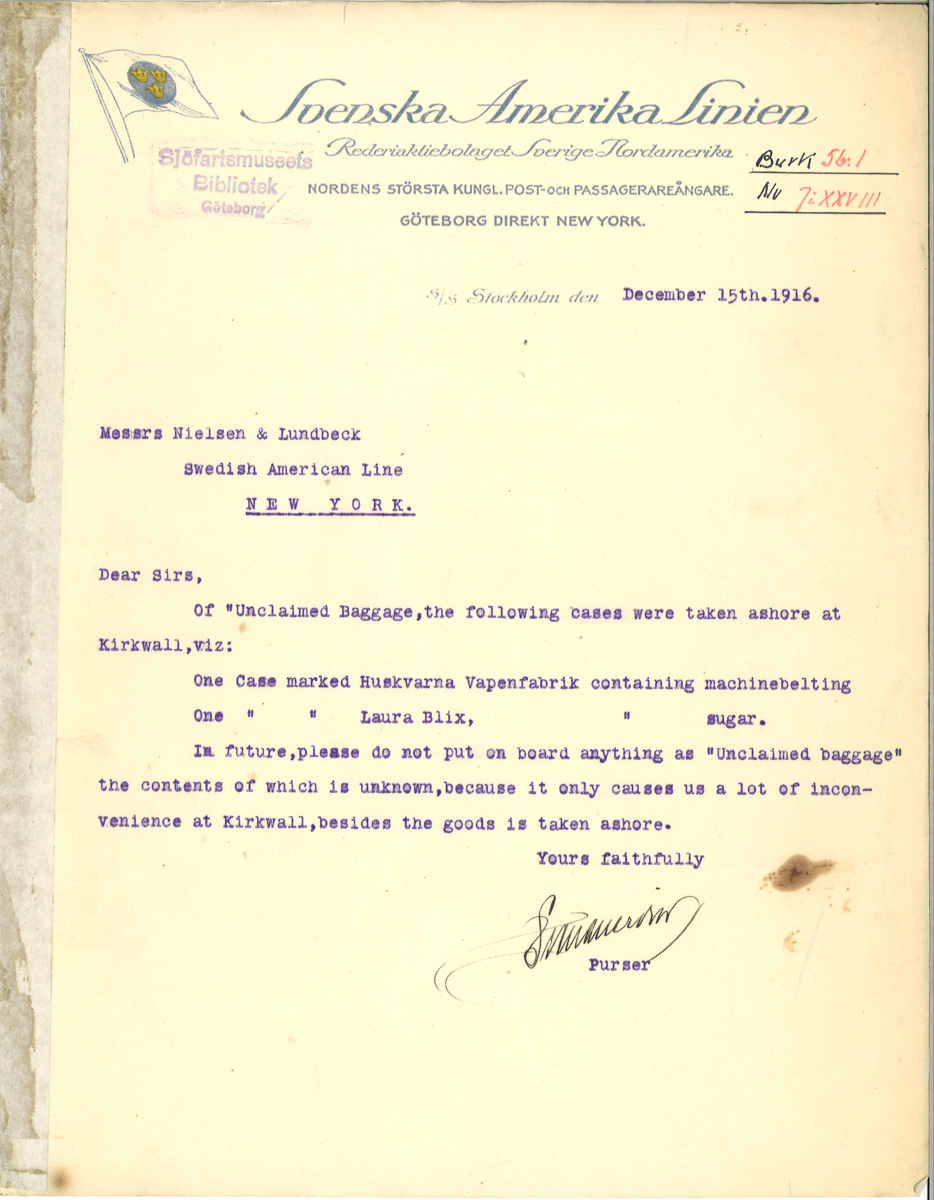 Svenska Amerika Linien
Rederiaktiebolaget Sverige Nordamerika
NORDENS STÖRSTA KUNGL. POST- OCH PASSAGERAREÅNGARE.
GÖTEBORG DIREKT NEW YORK.
Sjöfartsmuseets
Bibliotek
Göteborg
Burk 56:1
S/S Stockholm den December 15th.1916.
Messrs Nielsen & Lundbeck
Swedish American Line
NEW YORK.
Dear Sirs,
Of "Unclaimed Baggage,the following cases were taken ashore at
Kirkwall,viz:
One Case marked Huskvarna Vapenfabrik containing machinebelting
One " " Laura Blix, " sugar.
In future,please do not put on board anything as "Unclaimed baggage"
the contents of which is unknown,because it only causes us a lot of incon-
venience at Kirkwall,besides the goods is taken ashore.
Yours faithfully
Purser